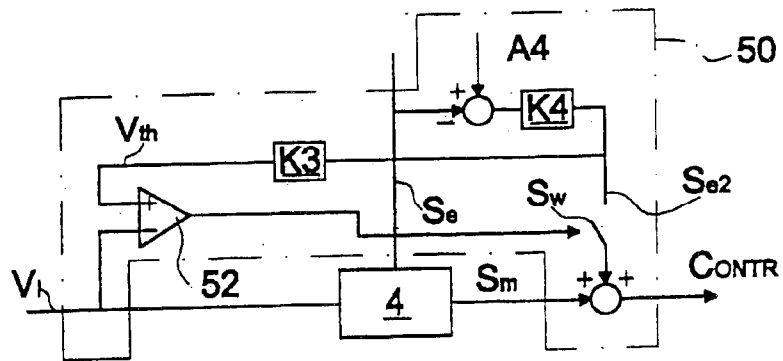 A4
50
K4
Vth
K3
Se
Sw
Se2
52
Vi
4
Sm
CONTR
+
−
+
−
+
+